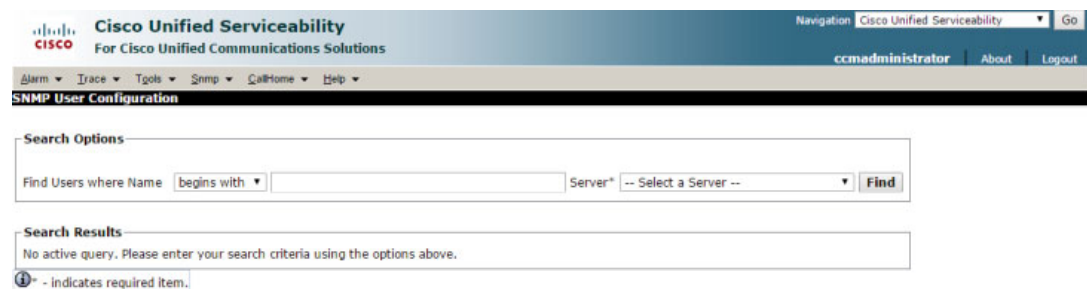 CISCO
Cisco Unified Serviceability
For Cisco Unified Communications Solutions
Navigation Cisco Unified Serviceability Go
ccmadministrator About Logout
Alarm Trace Tools Snmp CallHome Help
SNMP User Configuration
Search Options
Find Users where Name begins with Server* -- Select a Server -- Find
Search Results
No active query. Please enter your search criteria using the options above.
* - indicates required item.